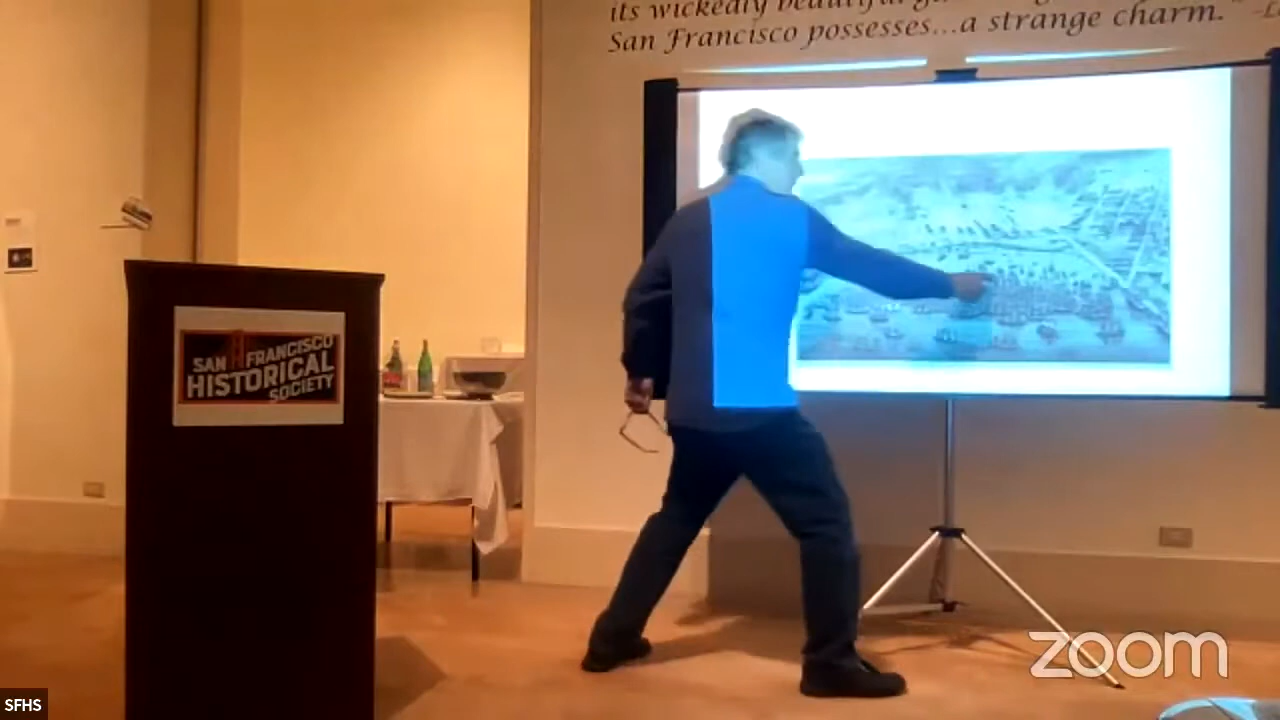 its wickedly beautiful
San Francisco possesses...a strange charm."
SAN FRANCISCO
HISTORICAL
SOCIETY
zoom
SFHS